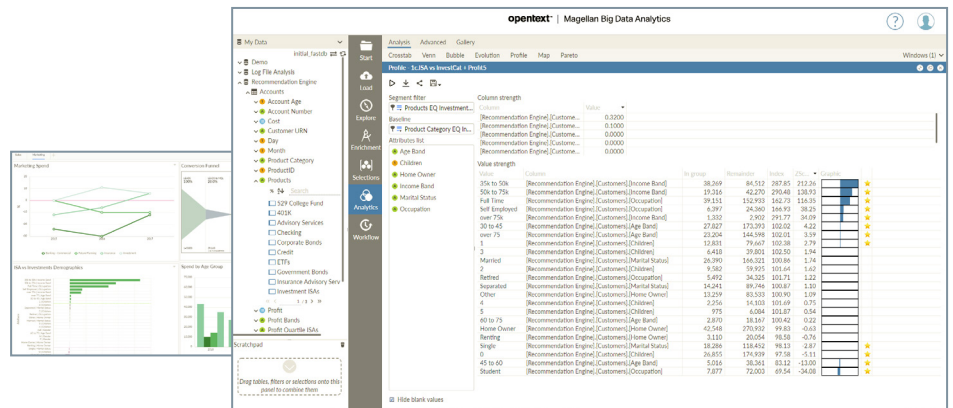 opentext™ | Magellan Big Data Analytics
?
My Data
initial_fastdb
Demo
Log File Analysis
Recommendation Engine
Accounts
Account Age
Account Number
Cost
Customer URN
Day
Month
Product Category
ProductID
Products
Search
529 College Fund
401K
Advisory Services
Checking
Corporate Bonds
Credit
ETFs
Government Bonds
Insurance Advisory Serv
Investment ISAs
Profit
Profit Bands
Profit Quartile ISAs
Scratchpad
Drag tables, filters or selections onto this
panel to combine them
Start
Load
Explore
Enrichment
Selections
Analytics
Workflow
Analysis Advanced Gallery
Crosstab Venn Bubble Evolution Profile Map Pareto Windows (1)
Profile - 1c.ISA vs InvestCat + Profit5
Segment filter
Products EQ Investment...
Baseline
Product Category EQ In...
Attributes list
Age Band
Children
Home Owner
Income Band
Marital Status
Occupation
Hide blank values
Column strength
Column Value
[Recommendation Engine].[Custome... 0.3200
[Recommendation Engine].[Custome... 0.1000
[Recommendation Engine].[Custome... 0.0000
[Recommendation Engine].[Custome... 0.0000
[Recommendation Engine].[Custome... 0.0000
Value strength
Value Column In group Remainder Index ZSc... Graphic
35k to 50k [Recommendation Engine].[Customers].[Income Band] 38,269 84,512 287.85 212.26
50k to 75k [Recommendation Engine].[Customers].[Income Band] 19,316 42,270 290.48 138.93
Full Time [Recommendation Engine].[Customers].[Occupation] 39,151 152,933 162.73 116.35
Self Employed [Recommendation Engine].[Customers].[Occupation] 6,397 24,360 166.93 38.25
over 75k [Recommendation Engine].[Customers].[Income Band] 1,332 2,902 291.77 34.09
30 to 45 [Recommendation Engine].[Customers].[Age Band] 27,827 173,393 102.02 4.22
over 75 [Recommendation Engine].[Customers].[Age Band] 23,204 144,598 102.01 3.59
1 [Recommendation Engine].[Customers].[Children] 12,831 79,667 102.38 2.79
3 [Recommendation Engine].[Customers].[Children] 6,418 39,801 102.50 1.94
Married [Recommendation Engine].[Customers].[Marital Status] 26,390 166,321 100.86 1.74
2 [Recommendation Engine].[Customers].[Children] 9,582 59,925 101.64 1.62
Retired [Recommendation Engine].[Customers].[Occupation] 5,492 34,325 101.71 1.22
Separated [Recommendation Engine].[Customers].[Marital Status] 14,241 89,746 100.87 1.10
Other [Recommendation Engine].[Customers].[Home Owner] 13,259 83,533 100.90 1.09
4 [Recommendation Engine].[Customers].[Children] 2,256 14,103 101.69 0.75
5 [Recommendation Engine].[Customers].[Children] 975 6,084 101.87 0.54
60 to 75 [Recommendation Engine].[Customers].[Age Band] 2,870 18,167 100.42 0.22
Home Owner [Recommendation Engine].[Customers].[Home Owner] 42,548 270,932 99.83 -0.63
Renting [Recommendation Engine].[Customers].[Home Owner] 3,110 20,054 98.58 -0.76
Single [Recommendation Engine].[Customers].[Marital Status] 18,286 118,452 98.13 -2.87
0 [Recommendation Engine].[Customers].[Children] 26,855 174,939 97.58 -5.11
45 to 60 [Recommendation Engine].[Customers].[Age Band] 5,016 38,361 83.12 -13.00
Student [Recommendation Engine].[Customers].[Occupation] 7,877 72,003 69.54 -34.08
Marketing Spend
Conversion Funnel
ISA vs Investments Demographics
Spend by Age Group